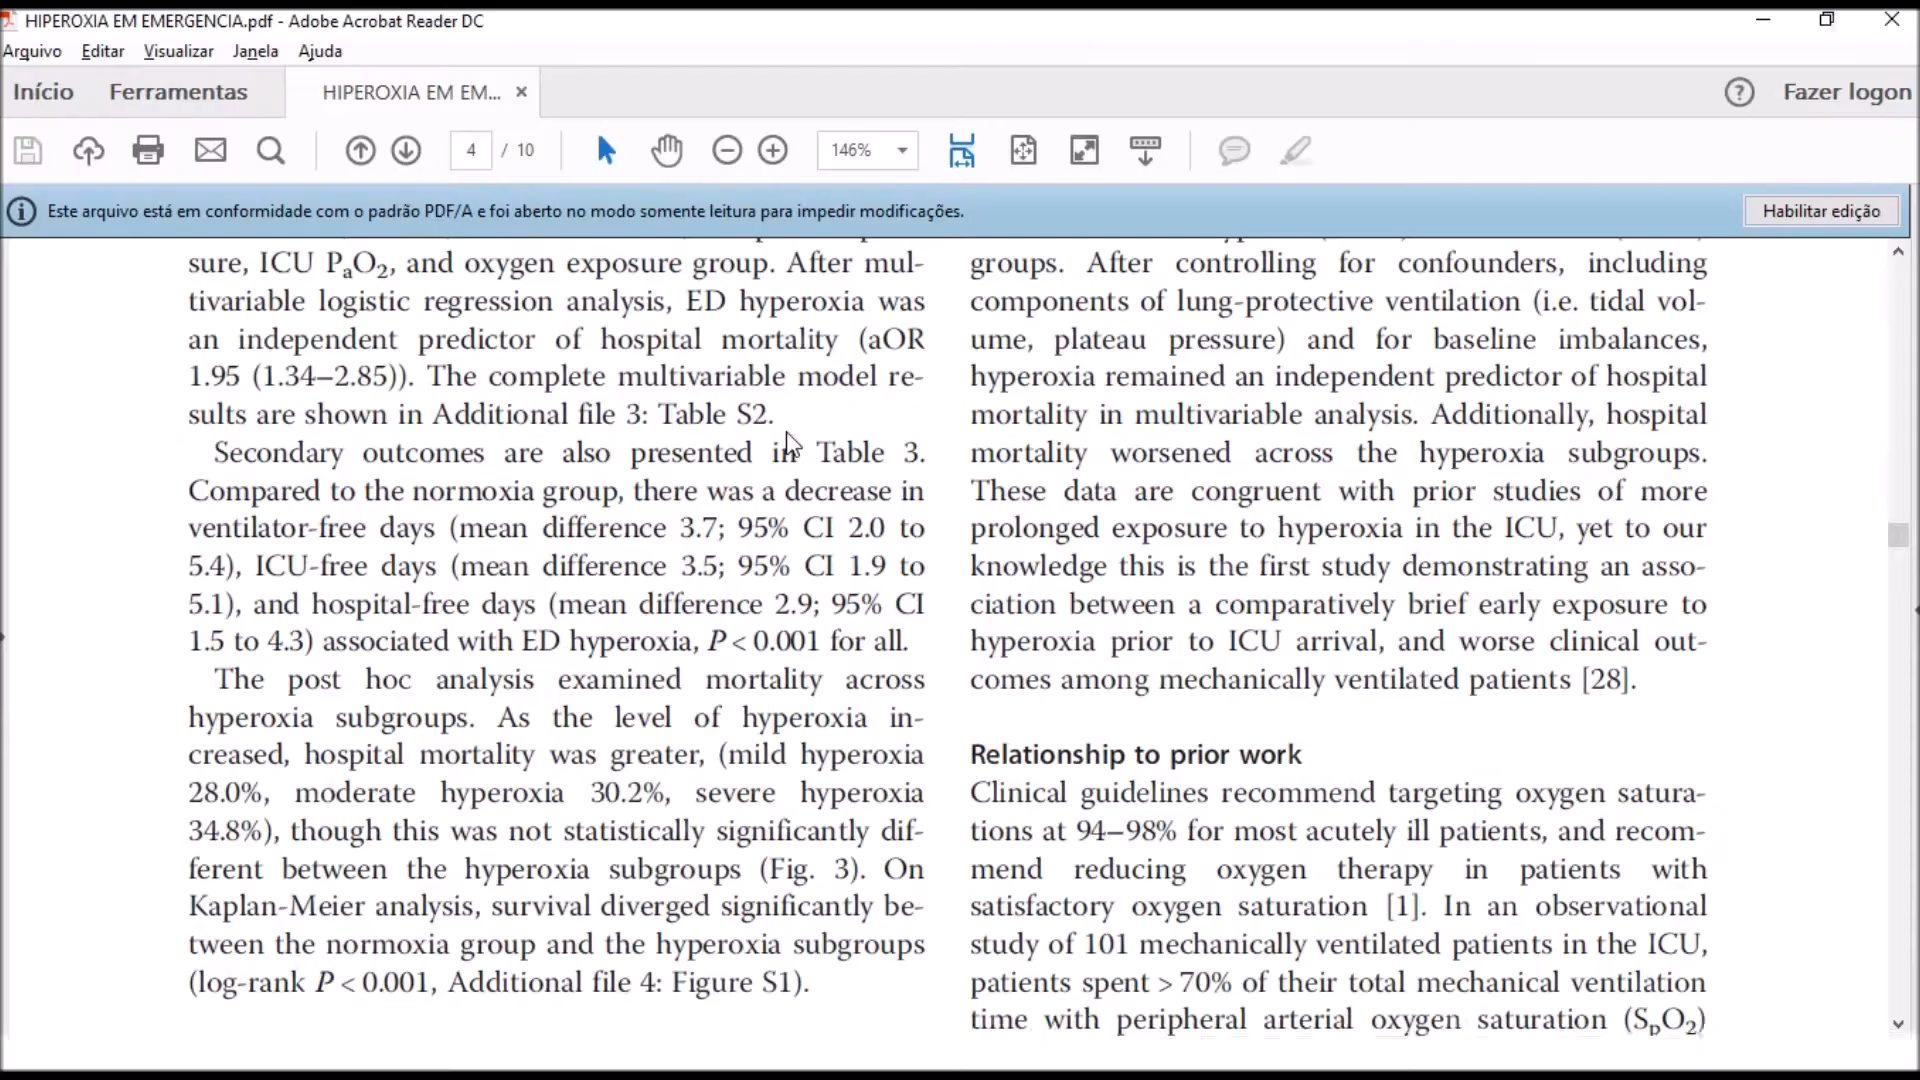 HIPEROXIA EM EMERGENCIA.pdf - Adobe Acrobat Reader DC
Arquivo Editar Visualizar Janela Ajuda
Início Ferramentas HIPEROXIA EM EM... × Fazer logon
4 / 10 146%
Este arquivo está em conformidade com o padrão PDF/A e foi aberto no modo somente leitura para impedir modificações. Habilitar edição
sure, ICU PaO2, and oxygen exposure group. After mul-
tivariable logistic regression analysis, ED hyperoxia was
an independent predictor of hospital mortality (aOR
1.95 (1.34–2.85)). The complete multivariable model re-
sults are shown in Additional file 3: Table S2.
Secondary outcomes are also presented in Table 3.
Compared to the normoxia group, there was a decrease in
ventilator-free days (mean difference 3.7; 95% CI 2.0 to
5.4), ICU-free days (mean difference 3.5; 95% CI 1.9 to
5.1), and hospital-free days (mean difference 2.9; 95% CI
1.5 to 4.3) associated with ED hyperoxia, P < 0.001 for all.
The post hoc analysis examined mortality across
hyperoxia subgroups. As the level of hyperoxia in-
creased, hospital mortality was greater, (mild hyperoxia
28.0%, moderate hyperoxia 30.2%, severe hyperoxia
34.8%), though this was not statistically significantly dif-
ferent between the hyperoxia subgroups (Fig. 3). On
Kaplan-Meier analysis, survival diverged significantly be-
tween the normoxia group and the hyperoxia subgroups
(log-rank P < 0.001, Additional file 4: Figure S1).
groups. After controlling for confounders, including
components of lung-protective ventilation (i.e. tidal vol-
ume, plateau pressure) and for baseline imbalances,
hyperoxia remained an independent predictor of hospital
mortality in multivariable analysis. Additionally, hospital
mortality worsened across the hyperoxia subgroups.
These data are congruent with prior studies of more
prolonged exposure to hyperoxia in the ICU, yet to our
knowledge this is the first study demonstrating an asso-
ciation between a comparatively brief early exposure to
hyperoxia prior to ICU arrival, and worse clinical out-
comes among mechanically ventilated patients [28].
Relationship to prior work
Clinical guidelines recommend targeting oxygen satura-
tions at 94–98% for most acutely ill patients, and recom-
mend reducing oxygen therapy in patients with
satisfactory oxygen saturation [1]. In an observational
study of 101 mechanically ventilated patients in the ICU,
patients spent > 70% of their total mechanical ventilation
time with peripheral arterial oxygen saturation (SpO2)